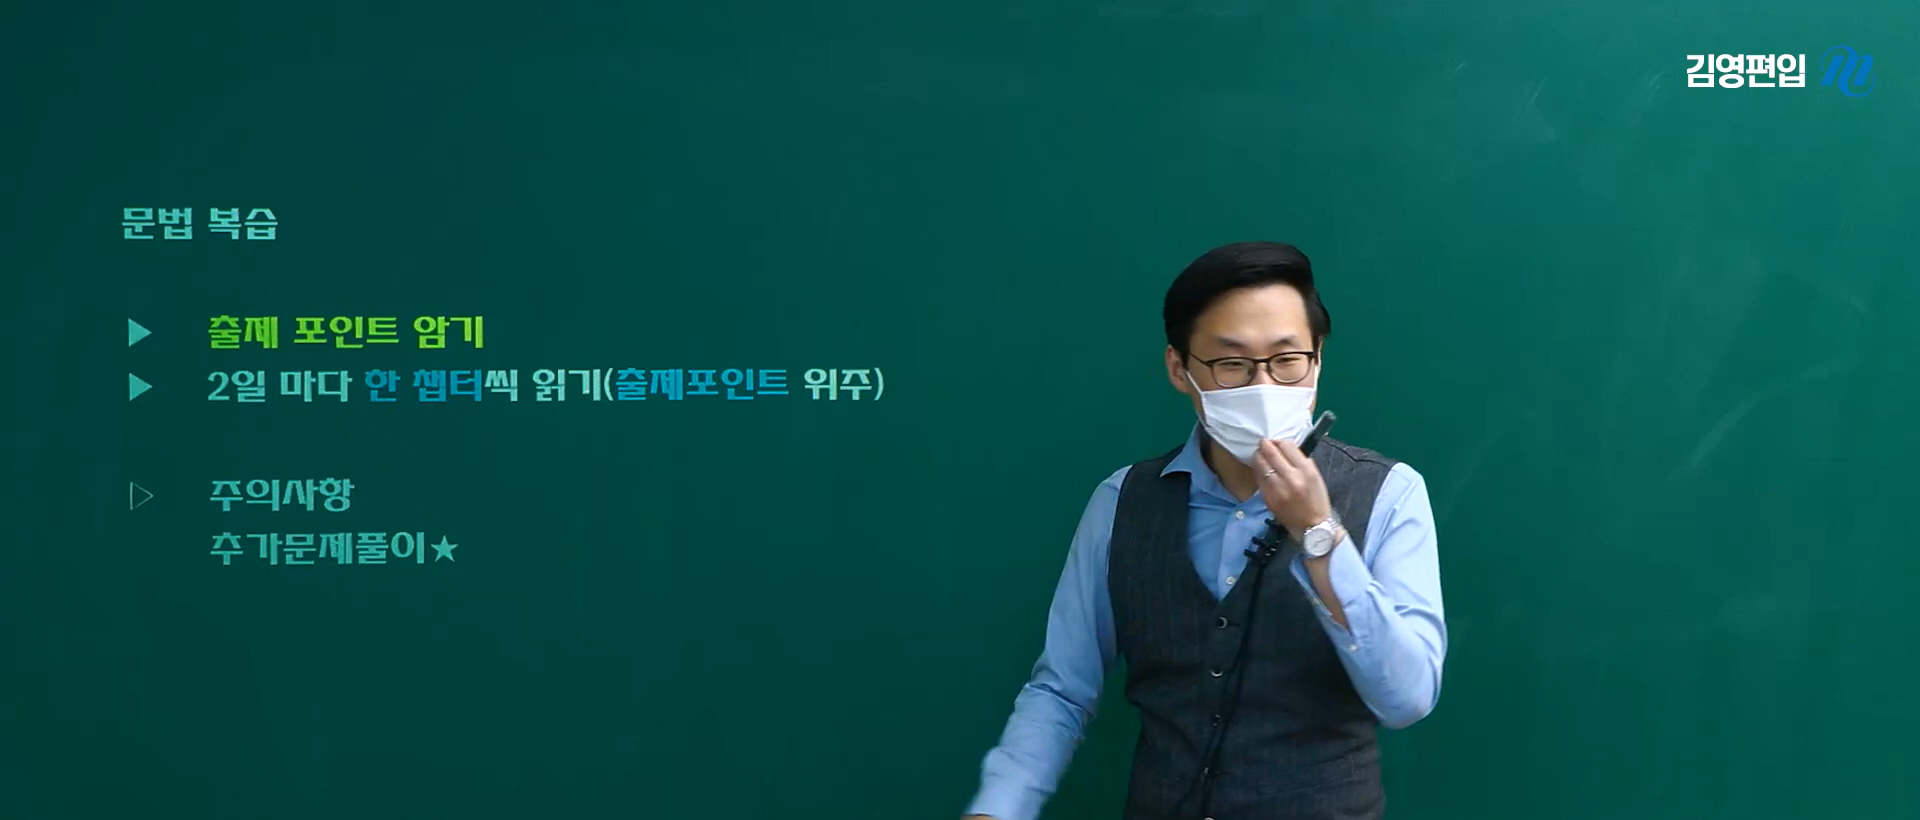 김영편입
문법 복습
▶ 출제 포인트 암기
▶ 2일 마다 한 챕터씩 읽기(출제포인트 위주)
▷ 주의사항
추가문제풀이★